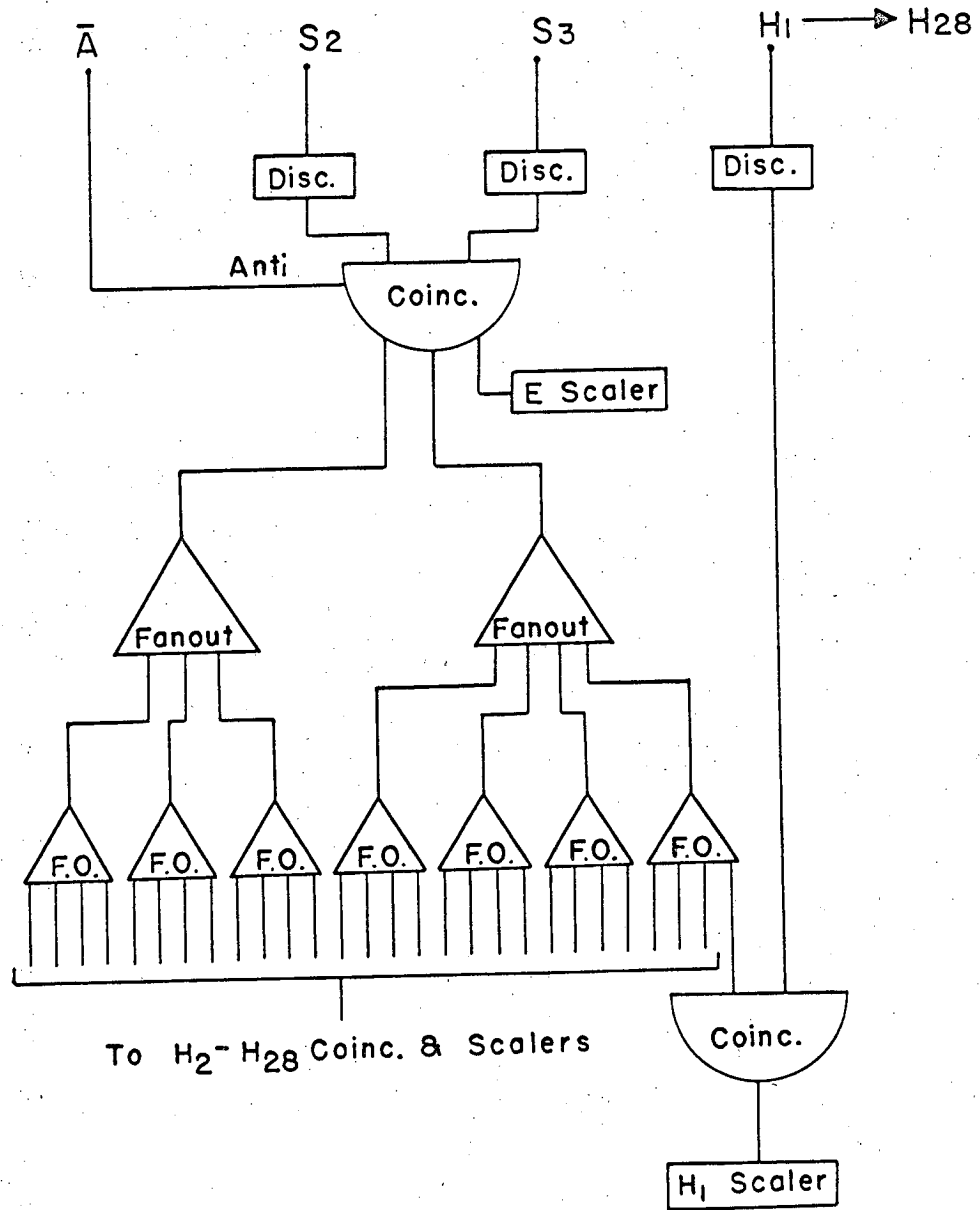 Ā S2 S3 H1 → H28
Disc. Disc. Disc.
Anti
Coinc.
E Scaler
Fanout Fanout
F.O. F.O. F.O. F.O. F.O. F.O. F.O.
To H2-H28 Coinc. & Scalers
Coinc.
H1 Scaler